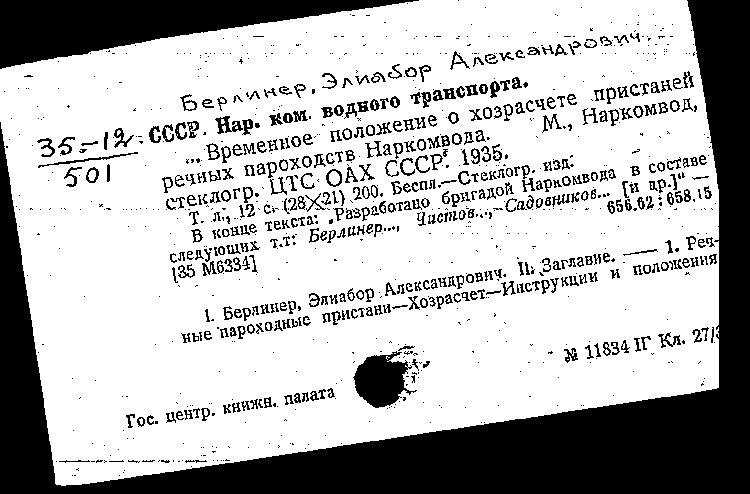 Берлинер, Элиабор Александрович.
35-12
501
СССР. Нар. ком. водного транспорта.
... Временное положение о хозрасчете пристаней
речных пароходств Наркомвода. М., Наркомвод,
стеклогр. ЦТС ОАХ СССР. 1935.
Т. л., 12 с. (28×21) 200. Беспл.—Стеклогр. изд.
В конце текста: „Разработано бригадой Наркомвода в составе
следующих т.т: Берлинер..., Чистов..., Садовников... [и др.]“ —
[35 М6334] 656.62 : 658.15
I. Берлинер, Элиабор Александрович. II. Заглавие. —— 1. Реч-
ные пароходные пристани—Хозрасчет—Инструкции и положения
№ 11834 IГ Кл. 27/
Гос. центр. книжн. палата